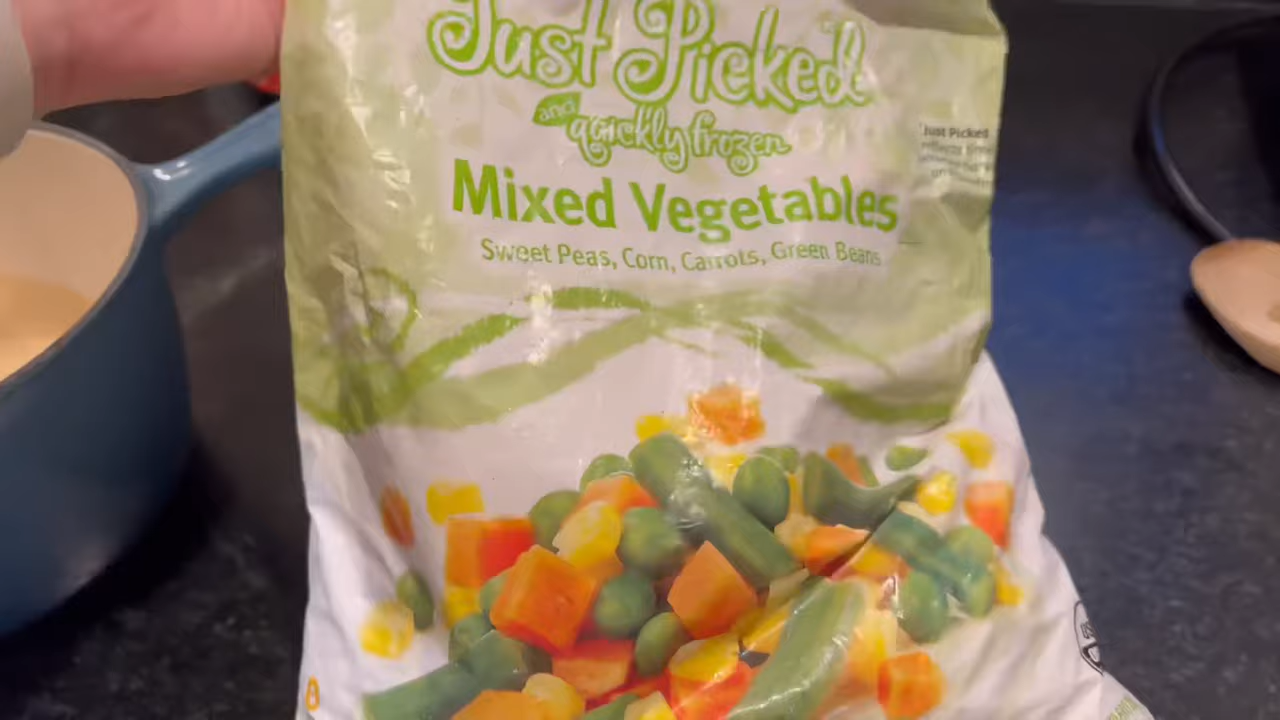 Just Picked
and
quickly frozen
Mixed Vegetables
Sweet Peas, Corn, Carrots, Green Beans
Just Picked